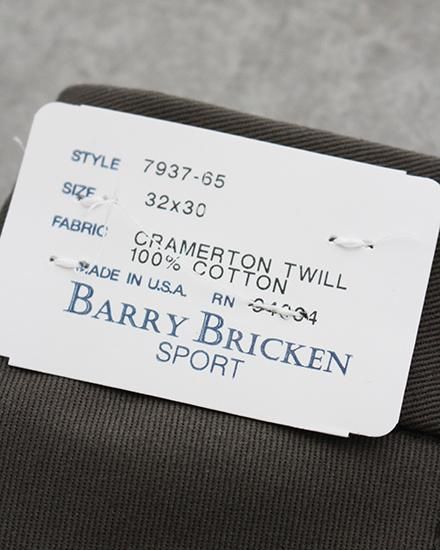 STYLE 7937-65
SIZE 32x30
FABRIC CRAMERTON TWILL
100% COTTON
MADE IN U.S.A. RN
BARRY BRICKEN
SPORT